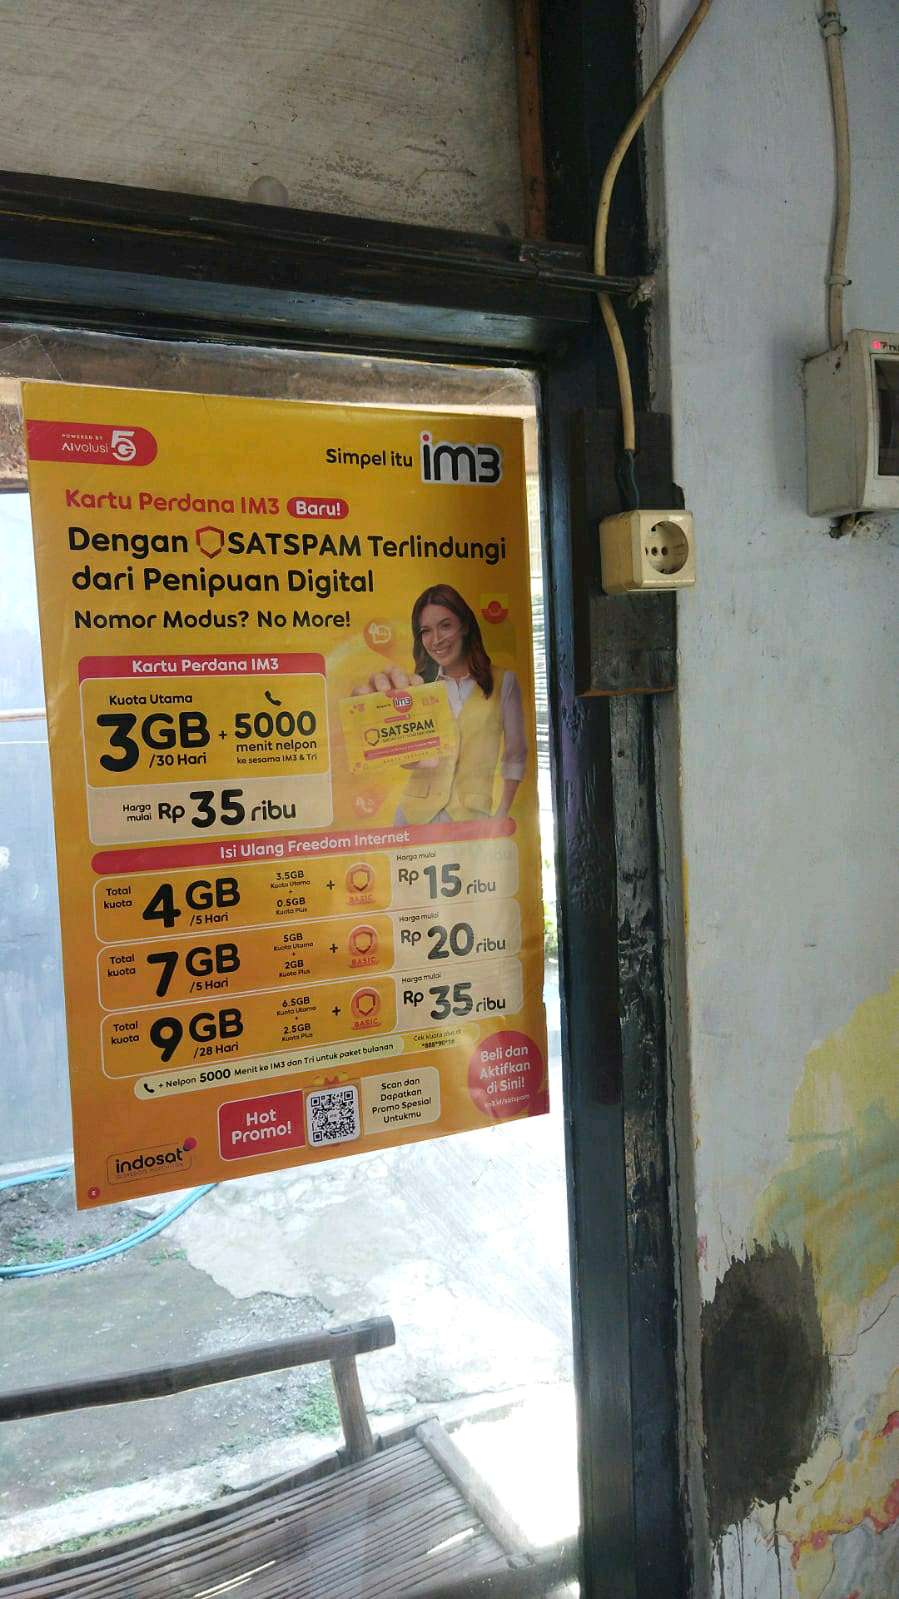 POWERED BY
AIvolusi 5G
Simpel itu im3
Kartu Perdana IM3 Baru!
Dengan SATSPAM Terlindungi
dari Penipuan Digital
Nomor Modus? No More!
Kartu Perdana IM3
Kuota Utama
3GB + 5000
/30 Hari
menit nelpon
ke sesama IM3 & Tri
Harga
mulai Rp 35 ribu
im3
SATSPAM
Isi Ulang Freedom Internet
Total
kuota
4GB
/5 Hari
3.5GB
Kuota Utama
+
0.5GB
Kuota Plus
+
BASIC
Harga mulai
Rp 15 ribu
Total
kuota
7GB
/5 Hari
5GB
Kuota Utama
+
2GB
Kuota Plus
+
BASIC
Harga mulai
Rp 20 ribu
Total
kuota
9GB
/28 Hari
6.5GB
Kuota Utama
+
2.5GB
Kuota Plus
+
BASIC
Harga mulai
Rp 35 ribu
+ Nelpon 5000 Menit ke IM3 dan Tri untuk paket bulanan
Beli dan
Aktifkan
di Sini!
im3.id/satspam
Hot
Promo!
Scan dan
Dapatkan
Promo Spesial
Untukmu
indosat